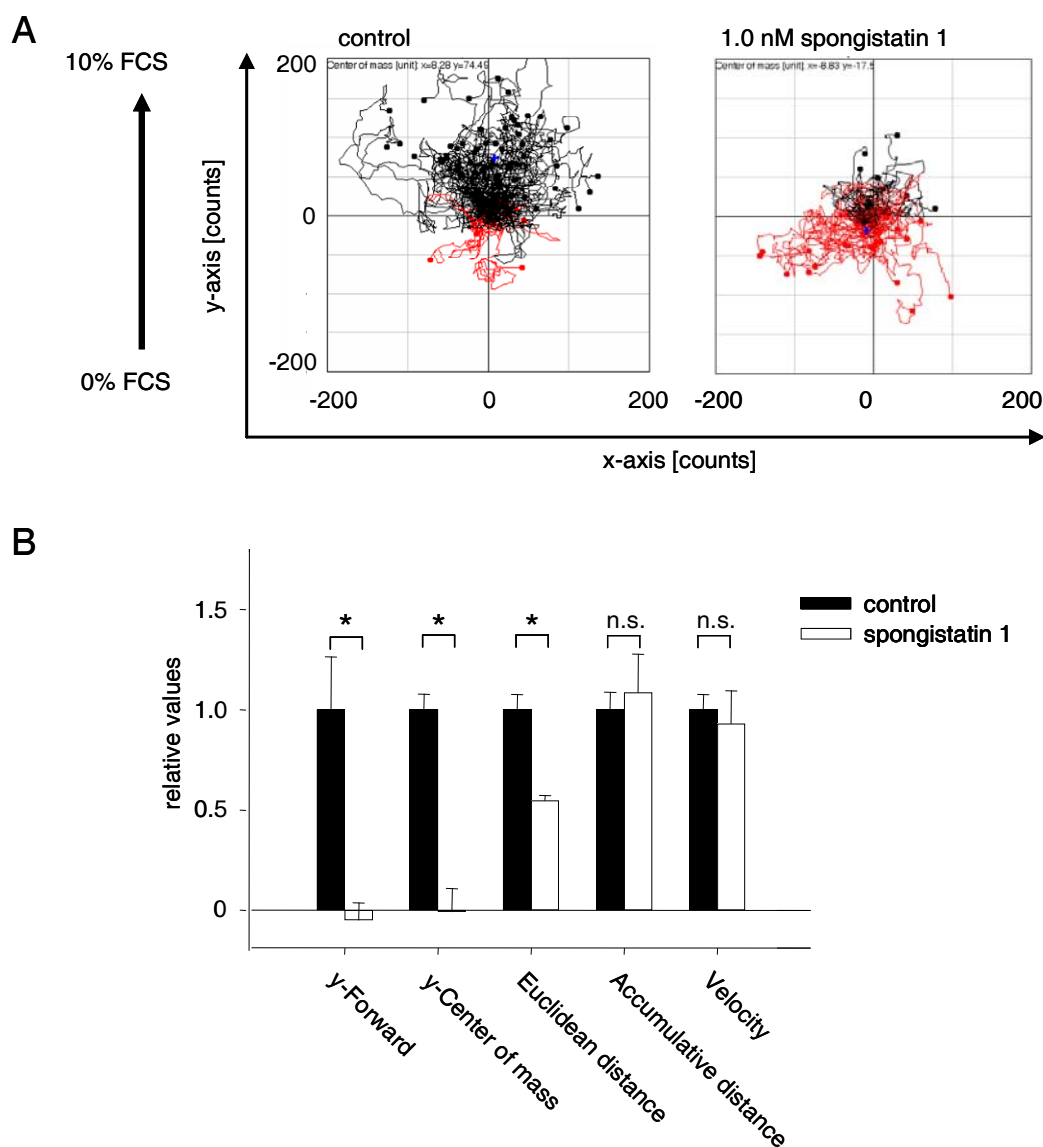 A
control
1.0 nM spongistatin 1
10% FCS
0% FCS
y-axis [counts]
200
0
-200
Center of mass [unit]: x=8.28 y=74.49
Center of mass [unit]: x=-8.83 y=-17.5
-200
0
200
-200
0
200
x-axis [counts]
B
relative values
1.5
1.0
0.5
0
*
*
*
n.s.
n.s.
control
spongistatin 1
y-Forward
y-Center of mass
Euclidean distance
Accumulative distance
Velocity